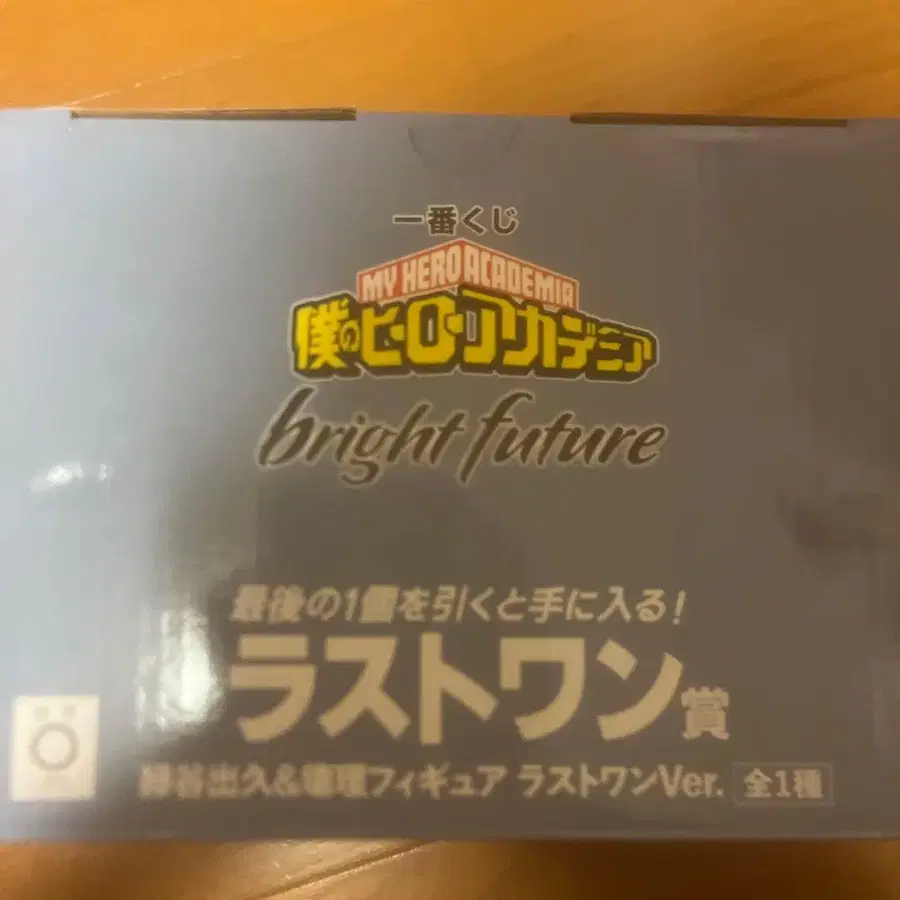 一番くじ
MY HERO ACADEMIA
僕のヒーローアカデミア
bright future
最後の1個を引くと手に入る!
ラストワン賞
緑谷出久&壊理フィギュア ラストワンVer. 全1種